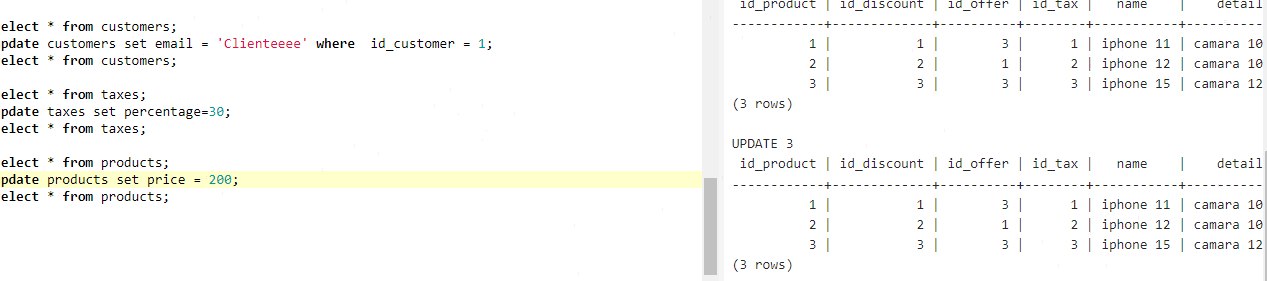 elect * from customers;
pdate customers set email = 'Clienteeee' where  id_customer = 1;
elect * from customers;
elect * from taxes;
pdate taxes set percentage=30;
elect * from taxes;
elect * from products;
pdate products set price = 200;
elect * from products;
id_product | id_discount | id_offer | id_tax |   name    |    detail
------------+-------------+----------+--------+-----------+----------
1 |           1 |        3 |      1 | iphone 11 | camara 10
2 |           2 |        1 |      2 | iphone 12 | camara 10
3 |           3 |        3 |      3 | iphone 15 | camara 12
(3 rows)
UPDATE 3
id_product | id_discount | id_offer | id_tax |   name    |    detail
------------+-------------+----------+--------+-----------+----------
1 |           1 |        3 |      1 | iphone 11 | camara 10
2 |           2 |        1 |      2 | iphone 12 | camara 10
3 |           3 |        3 |      3 | iphone 15 | camara 12
(3 rows)